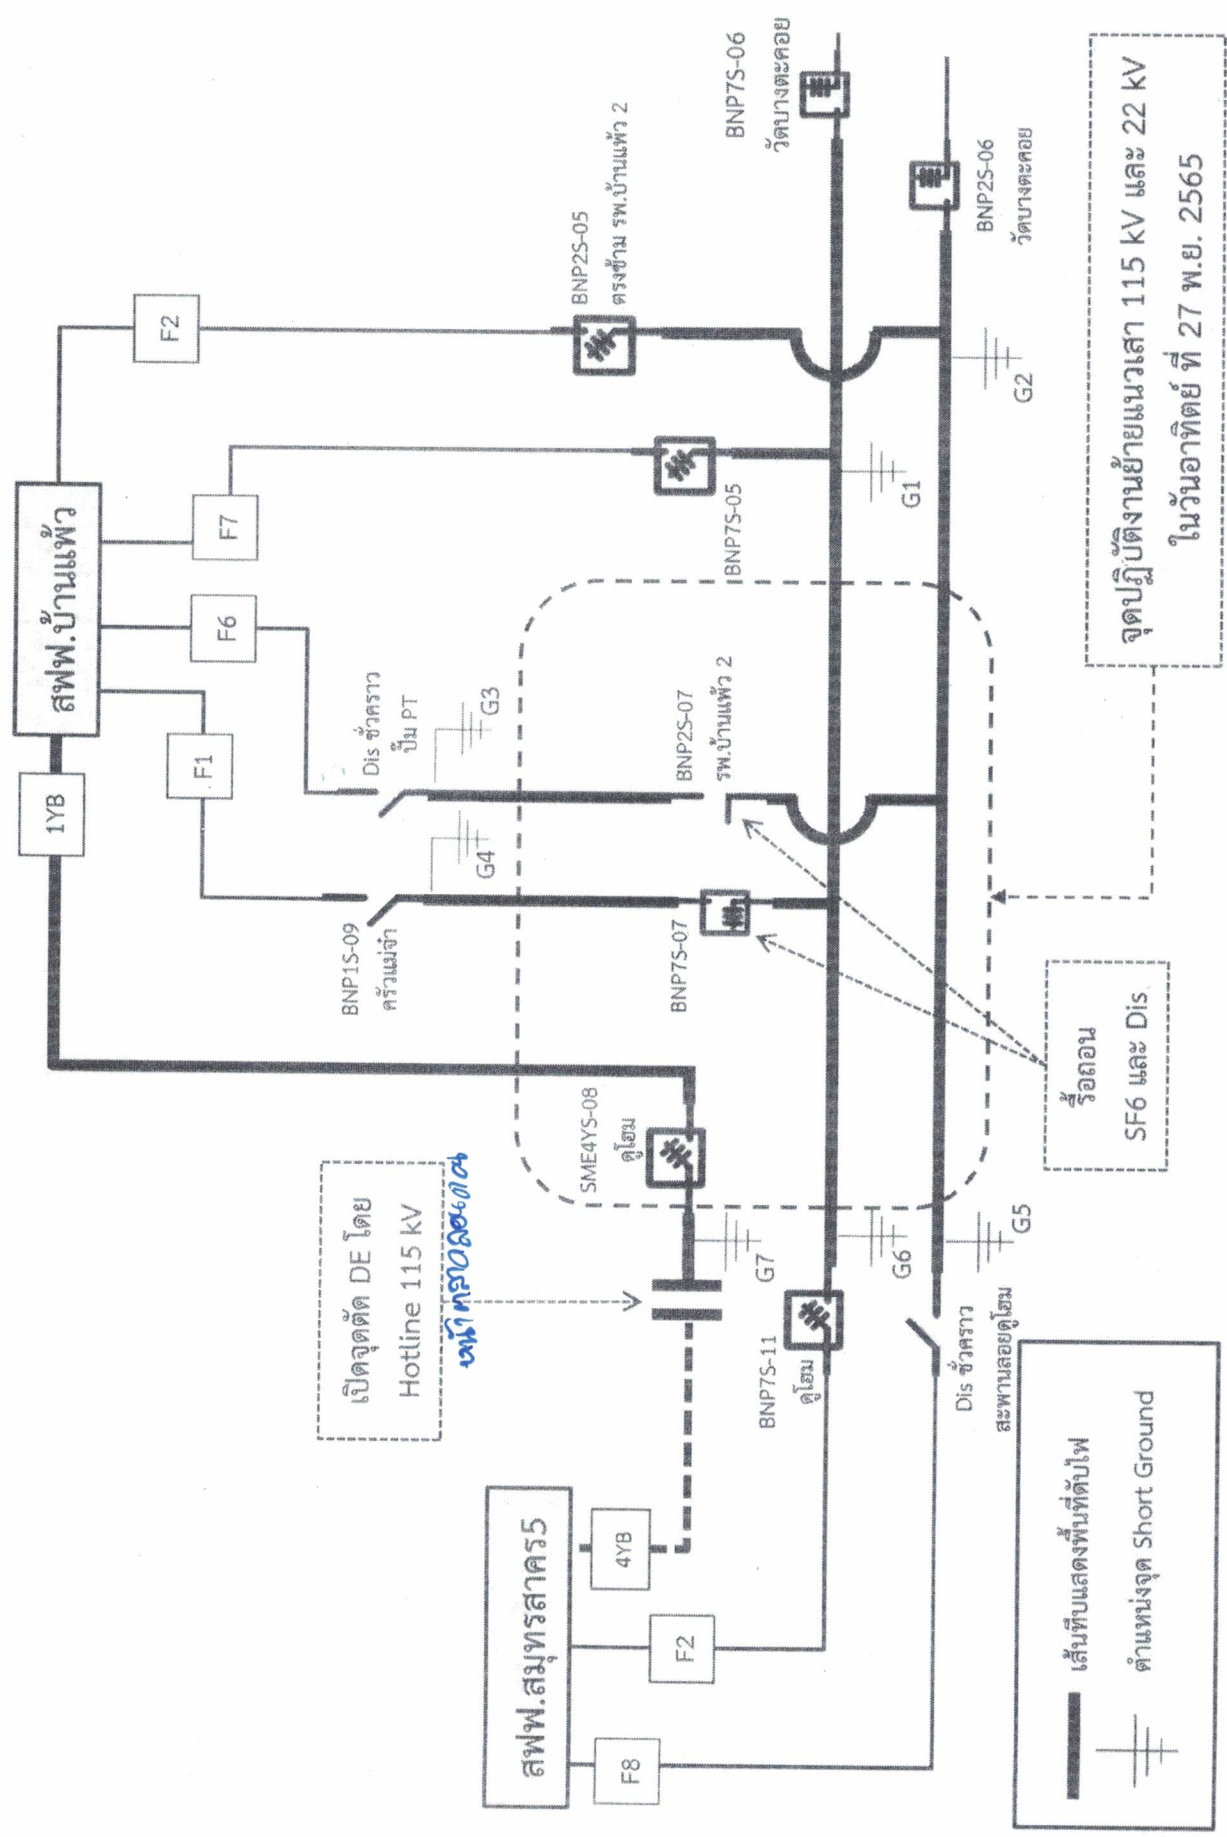 สฟฟ.สมุทรสาคร5
F8
F2
4YB
เปิดจุดตัด DE โดย
Hotline 115 kV
สฟฟ.บ้านแพ้ว
1YB
F1
F6
F7
F2
BNP1S-09
ครัวแม่จ๋า
Dis ชั่วคราว
ปั๊ม PT
G4
G3
SME4YS-08
ดูโฮม
G7
BNP7S-07
BNP2S-07
รพ.บ้านแพ้ว 2
BNP7S-05
BNP2S-05
ตรงข้าม รพ.บ้านแพ้ว 2
BNP7S-06
วัดบางตะคอย
BNP7S-11
ดูโฮม
G6
G1
BNP2S-06
วัดบางตะคอย
Dis ชั่วคราว
สะพานลอยดูโฮม
G5
G2
เส้นทึบแสดงพื้นที่ดับไฟ
ตำแหน่งจุด Short Ground
รื้อถอน
SF6 และ Dis
จุดปฏิบัติงานย้ายแนวเสา 115 kV และ 22 kV
ในวันอาทิตย์ ที่ 27 พ.ย. 2565